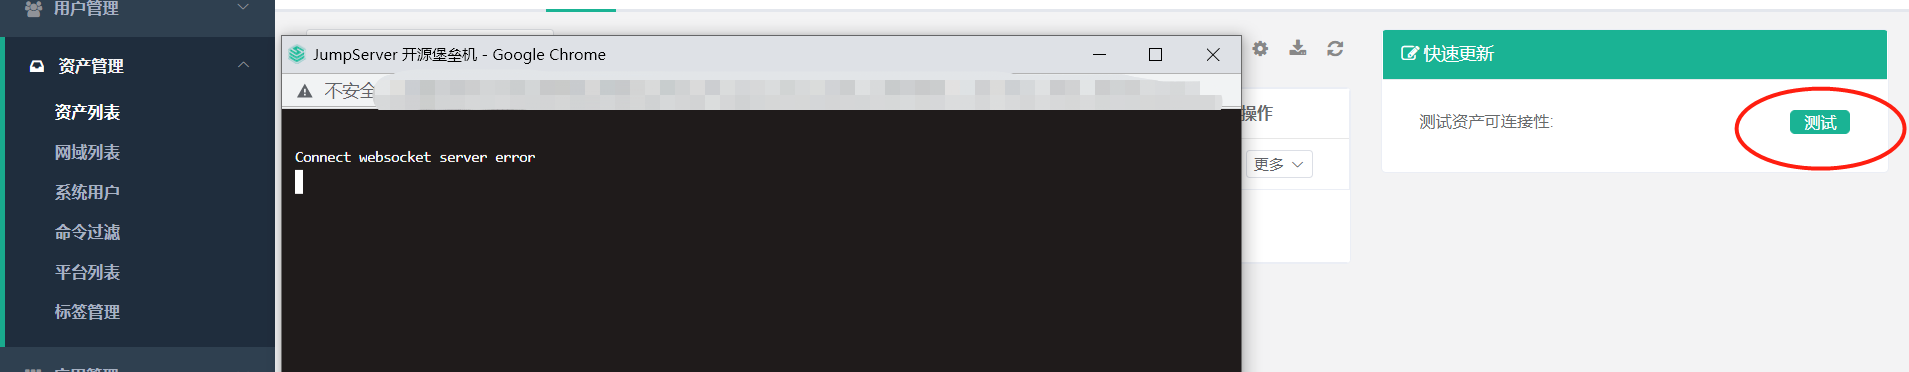 用户管理
资产管理
资产列表
网域列表
系统用户
命令过滤
平台列表
标签管理
JumpServer 开源堡垒机 - Google Chrome
不安全
Connect websocket server error
操作
更多
快速更新
测试资产可连接性:
测试